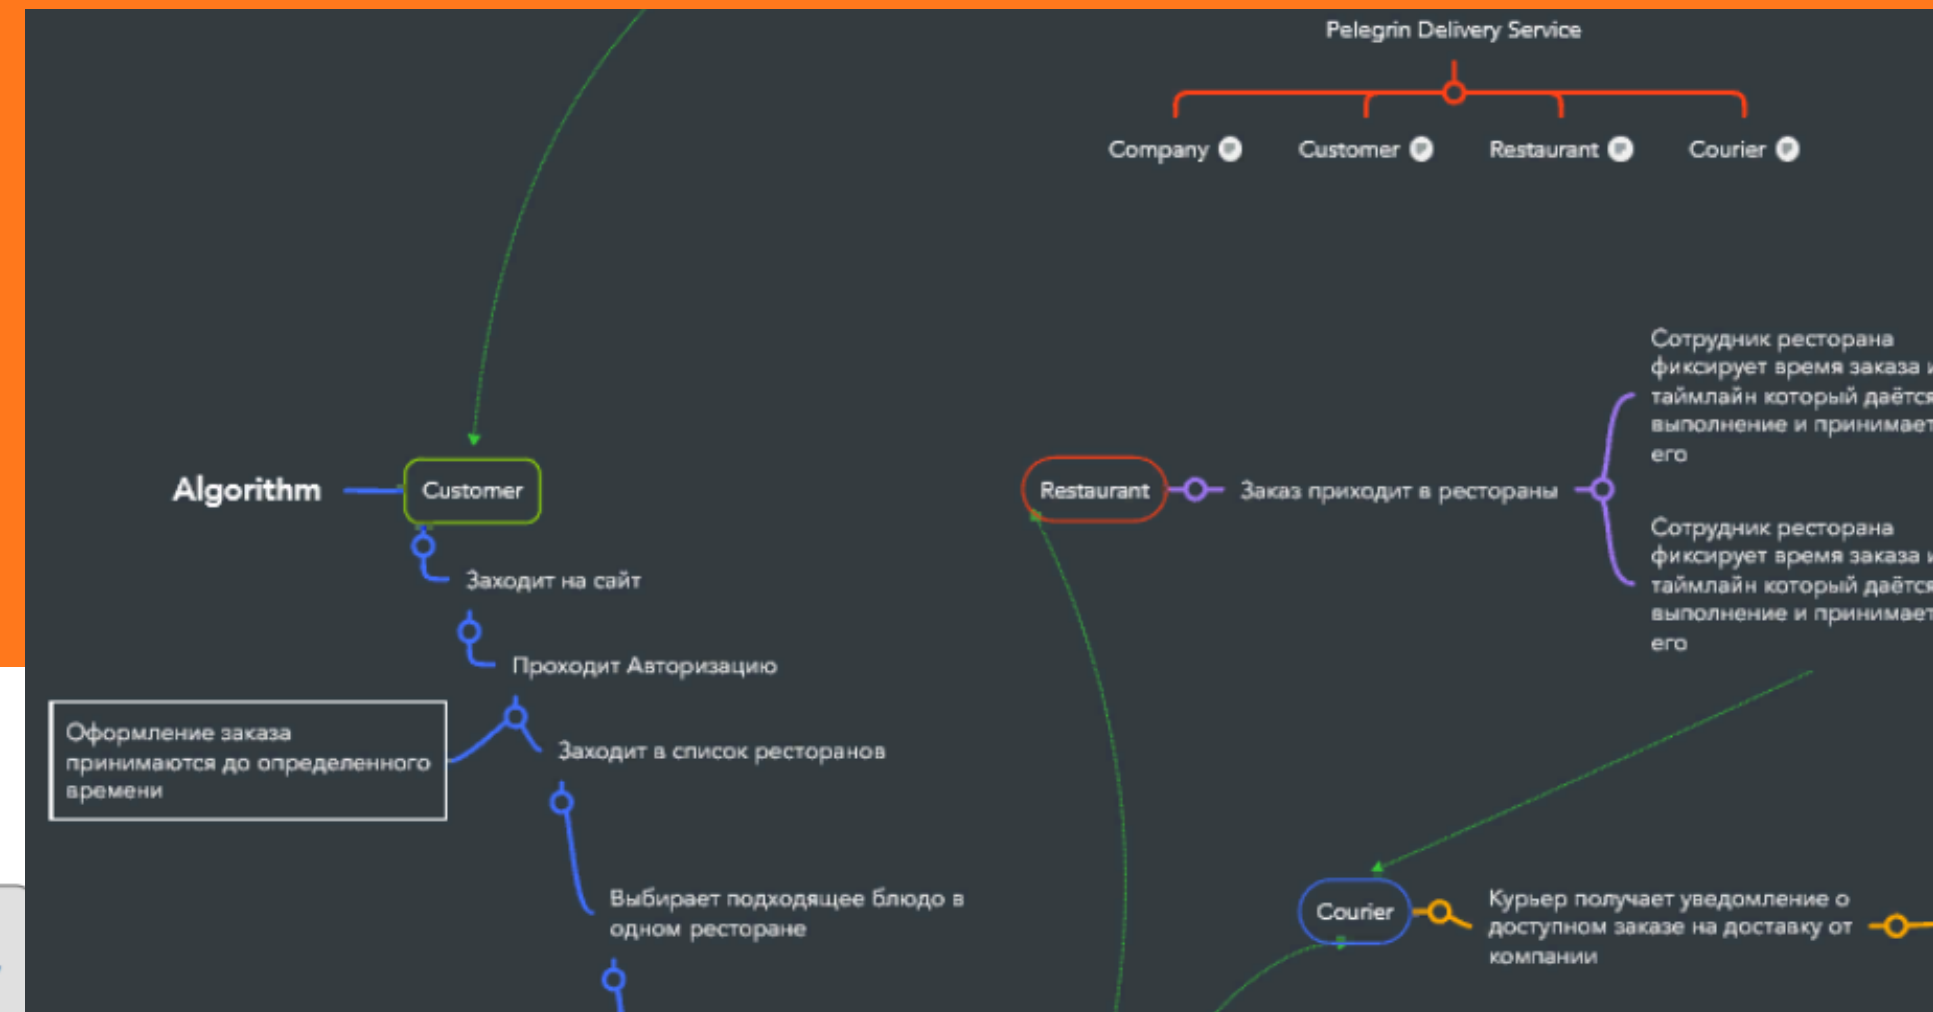 Pelegrin Delivery Service
Company
Customer
Restaurant
Courier
Algorithm
Customer
Заходит на сайт
Проходит Авторизацию
Оформление заказа
принимаются до определенного
времени
Заходит в список ресторанов
Выбирает подходящее блюдо в
одном ресторане
Restaurant
Заказ приходит в рестораны
Сотрудник ресторана
фиксирует время заказа и
таймлайн который даётся
выполнение и принимает
его
Сотрудник ресторана
фиксирует время заказа и
таймлайн который даётся
выполнение и принимает
его
Courier
Курьер получает уведомление о
доступном заказе на доставку от
компании